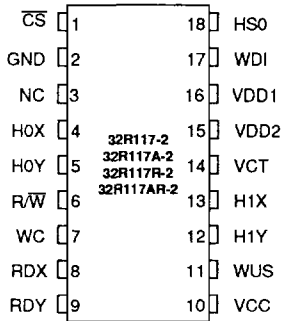 C̅S̅ 1 18 HS0
GND 2 17 WDI
NC 3 16 VDD1
H0X 4 15 VDD2
32R117-2
32R117A-2
32R117R-2
32R117AR-2
H0Y 5 14 VCT
R/W̅ 6 13 H1X
WC 7 12 H1Y
RDX 8 11 WUS
RDY 9 10 VCC